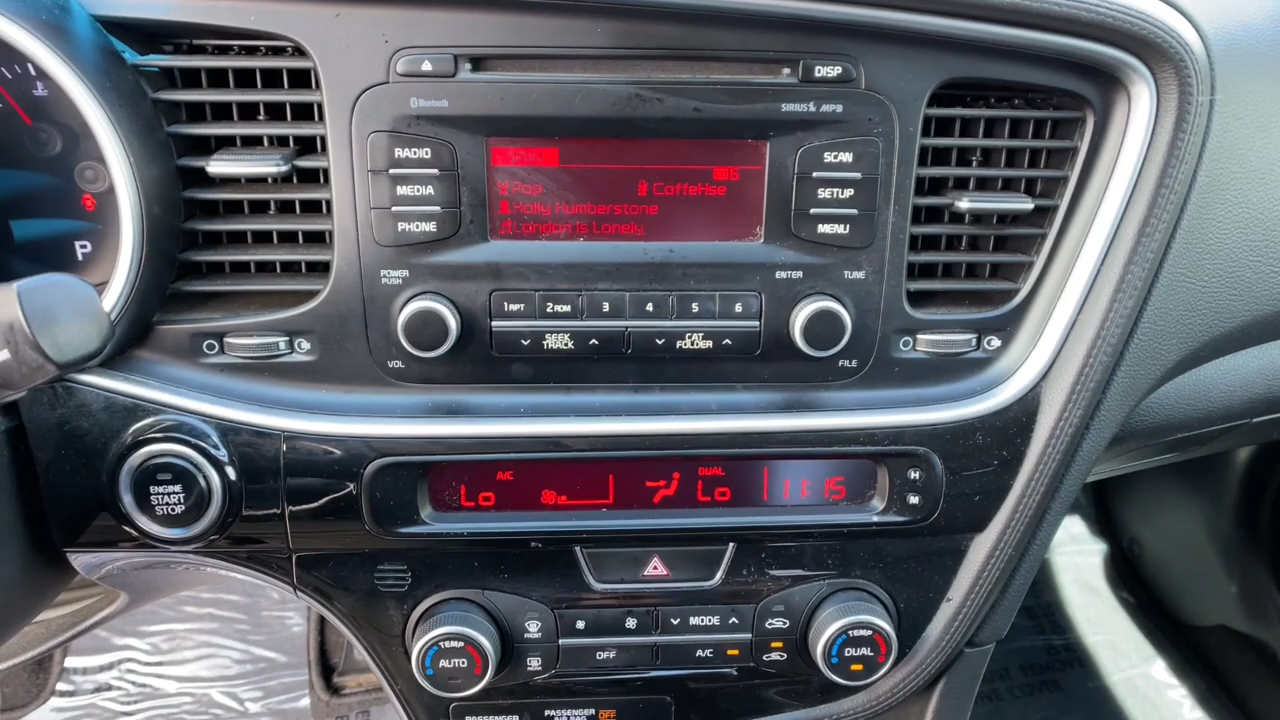 DISP
Bluetooth
SIRIUS MP3
RADIO
MEDIA
PHONE
SCAN
SETUP
MENU
6
Pop CoffeHse
Holly Humberstone
London Is Lonely
P
POWER
PUSH
ENTER TUNE
1 RPT 2 RDM 3 4 5 6
SEEK
TRACK
CAT
FOLDER
VOL
FILE
ENGINE
START
STOP
A/C
Lo
DUAL
Lo
11:15
H
M
FRONT
REAR
MODE
OFF
A/C
TEMP
AUTO
TEMP
DUAL
PASSENGER
PASSENGER
AIR BAG OFF